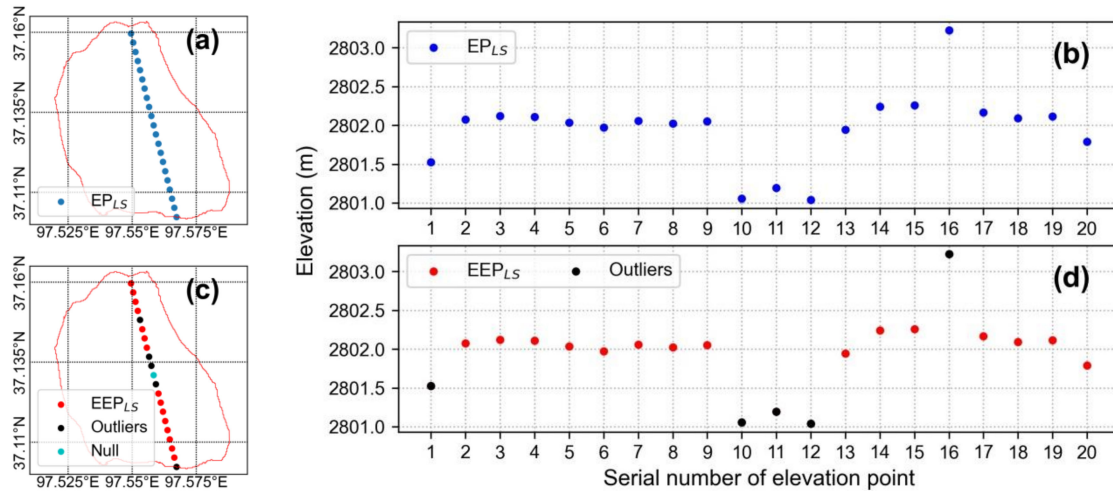 37.16°N
37.135°N
37.11°N
(a)
EP_LS
97.525°E 97.55°E 97.575°E
37.16°N
37.135°N
37.11°N
(c)
EEP_LS
Outliers
Null
97.525°E 97.55°E 97.575°E
Elevation (m)
2803.0
2802.0
2801.5
2801.0
EP_LS
(b)
1 2 3 4 5 6 7 8 9 10 11 12 13 14 15 16 17 18 19 20
2803.0
2802.0
2801.5
2801.0
EEP_LS Outliers
(d)
1 2 3 4 5 6 7 8 9 10 11 12 13 14 15 16 17 18 19 20
Serial number of elevation point